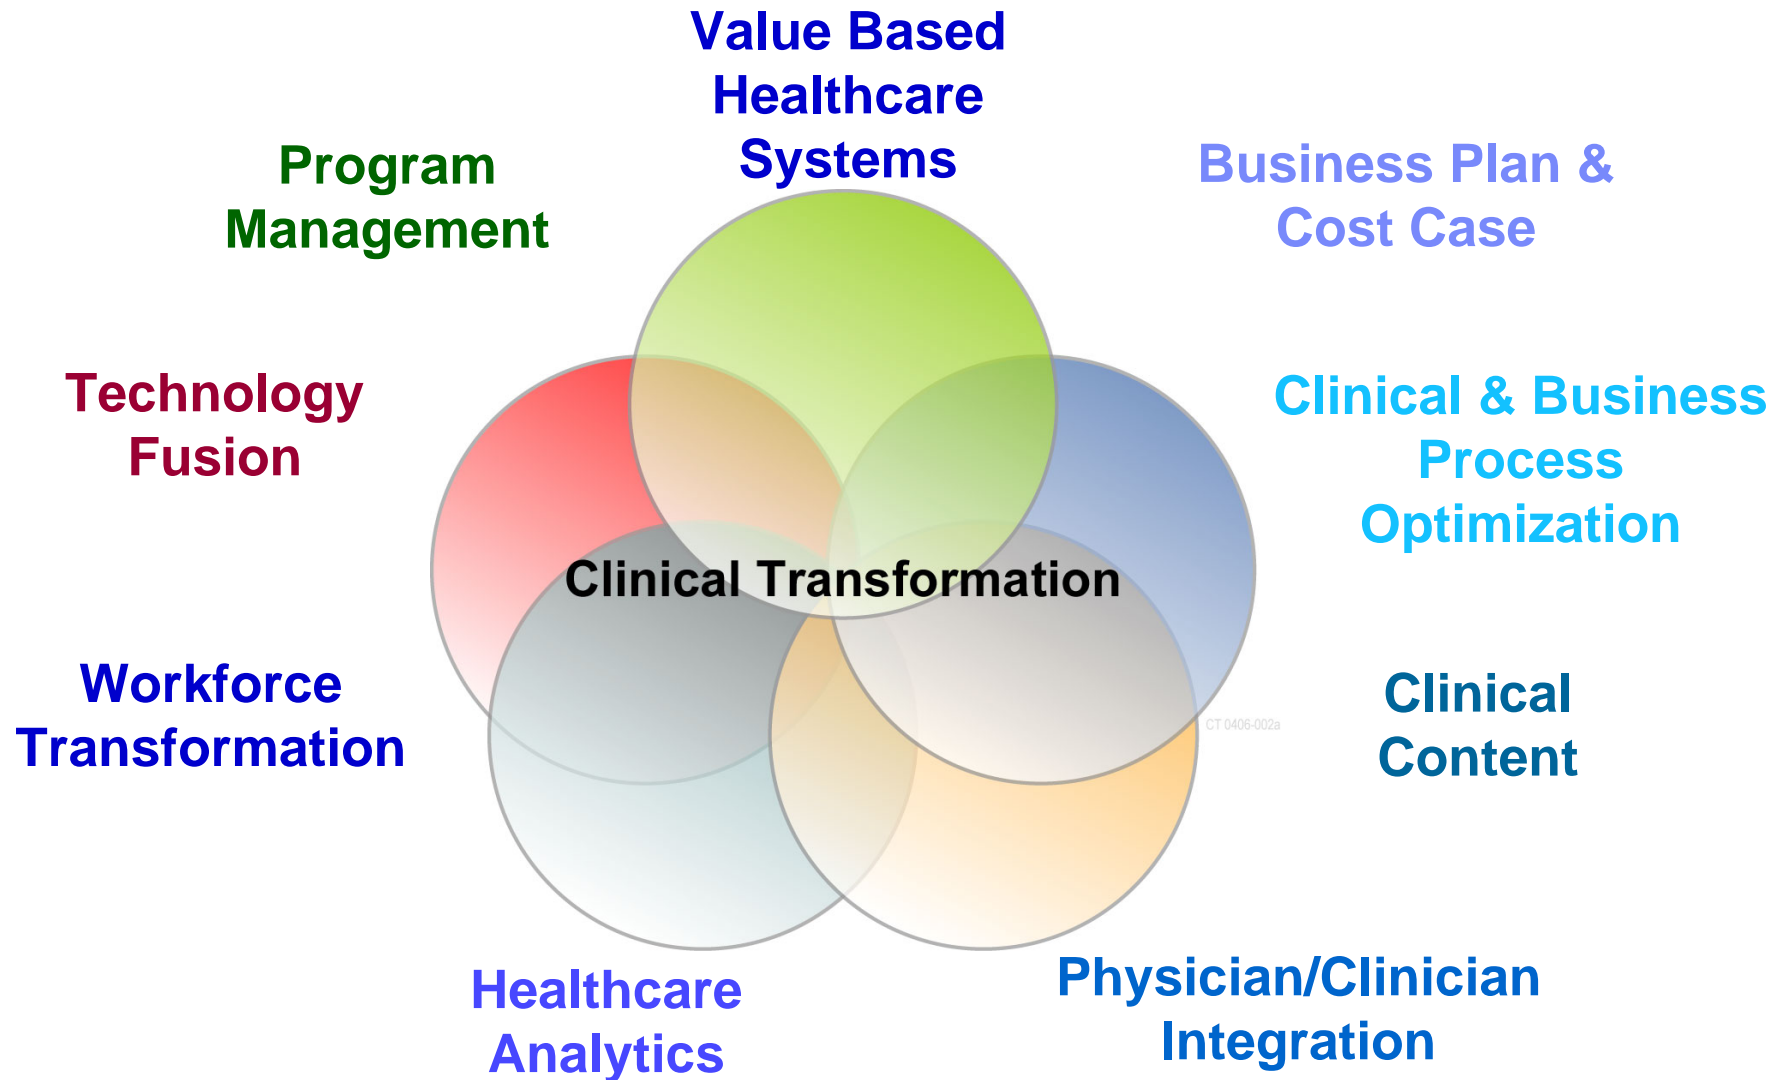 Value Based
Healthcare
Systems
Program
Management
Business Plan &
Cost Case
Technology
Fusion
Clinical & Business
Process
Optimization
Clinical Transformation
Workforce
Transformation
Clinical
Content
CT 0406-002a
Healthcare
Analytics
Physician/Clinician
Integration